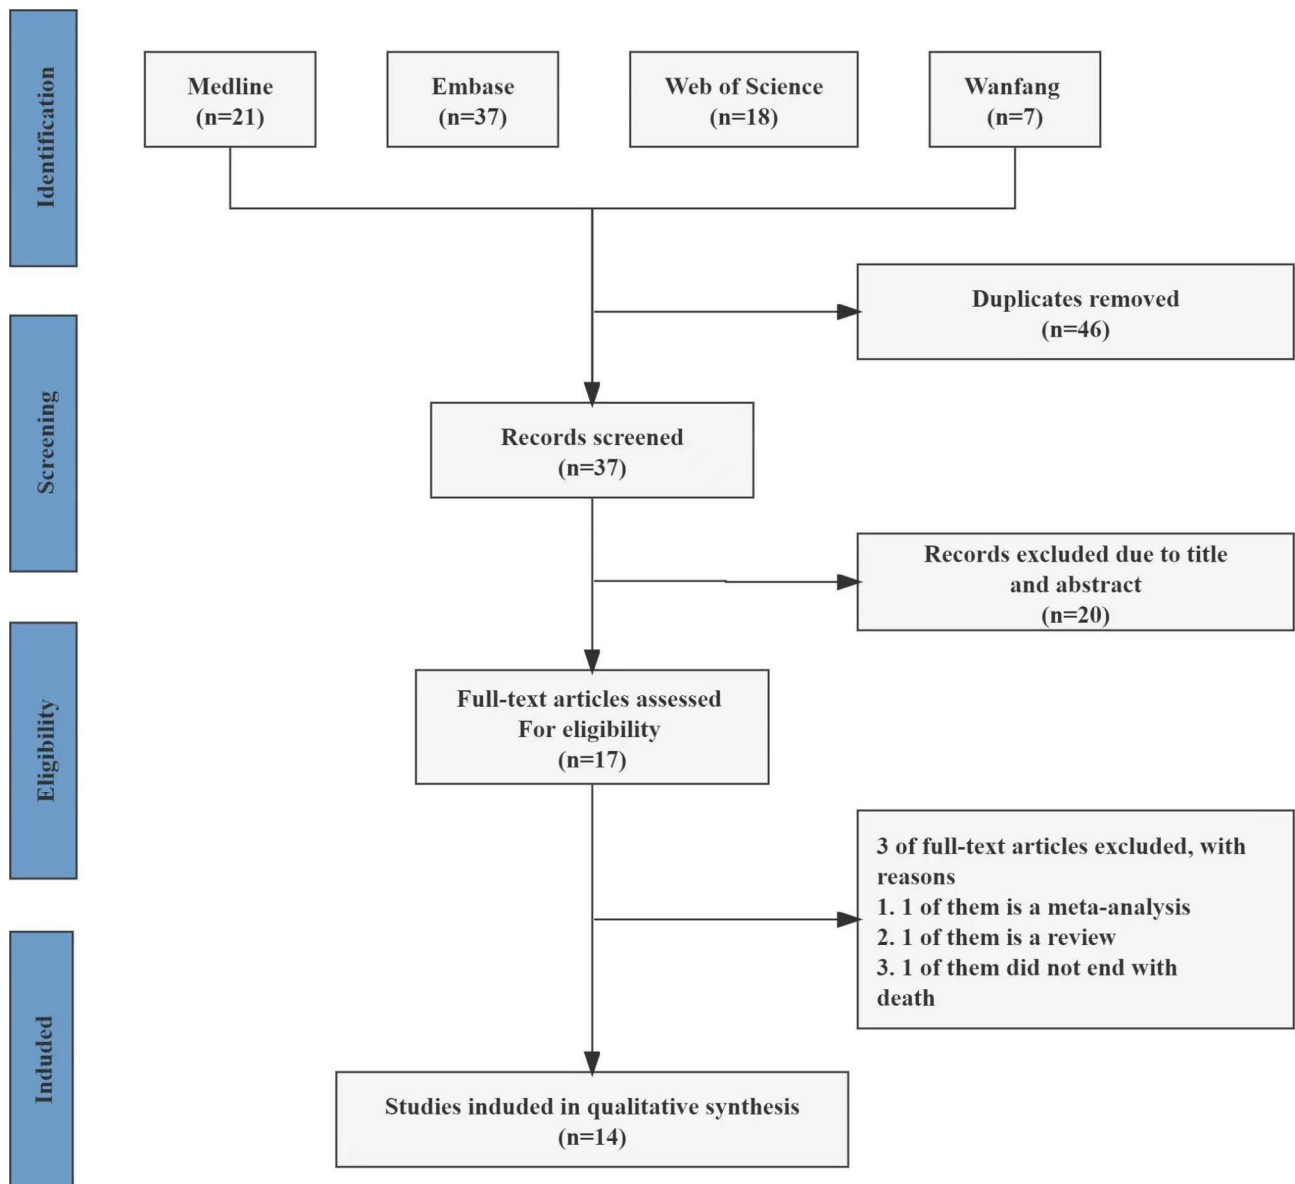 Identification
Medline
(n=21)
Embase
(n=37)
Web of Science
(n=18)
Wanfang
(n=7)
Duplicates removed
(n=46)
Screening
Records screened
(n=37)
Records excluded due to title
and abstract
(n=20)
Eligibility
Full-text articles assessed
For eligibility
(n=17)
3 of full-text articles excluded, with
reasons
1. 1 of them is a meta-analysis
2. 1 of them is a review
3. 1 of them did not end with
death
Induded
Studies induded in qualitative synthesis
(n=14)